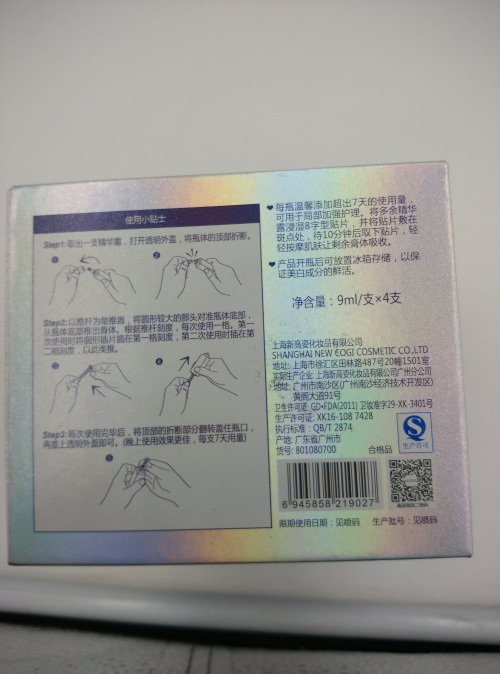 使用小贴士
Step1:取出一支精华露，打开透明外盖，将瓶体的顶部折断。
Step2:以推杆为助推器，将圆形较大的那头对准瓶体底部，
从瓶体底部推出膏体。根据推杆刻度，每次使用一格。第一
次使用时将圆形插片插在第一格刻度，第二次使用时插在第
二格刻度，以此类推。
Step3:每次使用完毕后，将顶部的折断部分翻转盖住瓶口，
再盖上透明外盖即可。(晚上使用效果更佳，每支7天用量)
❤ 每瓶温馨添加超出7天的使用量，
可用于局部加强护理。将多余精华
露浸湿8字型贴片，并将贴片敷在
斑点处，待10分钟后取下贴片，轻
轻按摩肌肤让剩余膏体吸收。
❤ 产品开瓶后可放置冰箱存储，以保
证美白成分的鲜活。
净含量：9ml/支×4支
上海新高姿化妆品有限公司
SHANGHAI NEW EOGI COSMETIC CO.,LTD
地址: 上海市徐汇区田林路487号20幢1501室
实际生产企业: 上海新高姿化妆品有限公司广州分公司
地址: 广州市南沙区(广州南沙经济技术开发区)
黄阁大道91号
卫生许可证: GD•FDA(2011) 卫妆准字29-XK-3401号
生产许可证: XK16-108 7428
执行标准: QB/T 2874
产地: 广东省广州市
货号: 801080700
合格品
生产许可
6 945858 219027
限期使用日期：见喷码 生产批号：见喷码